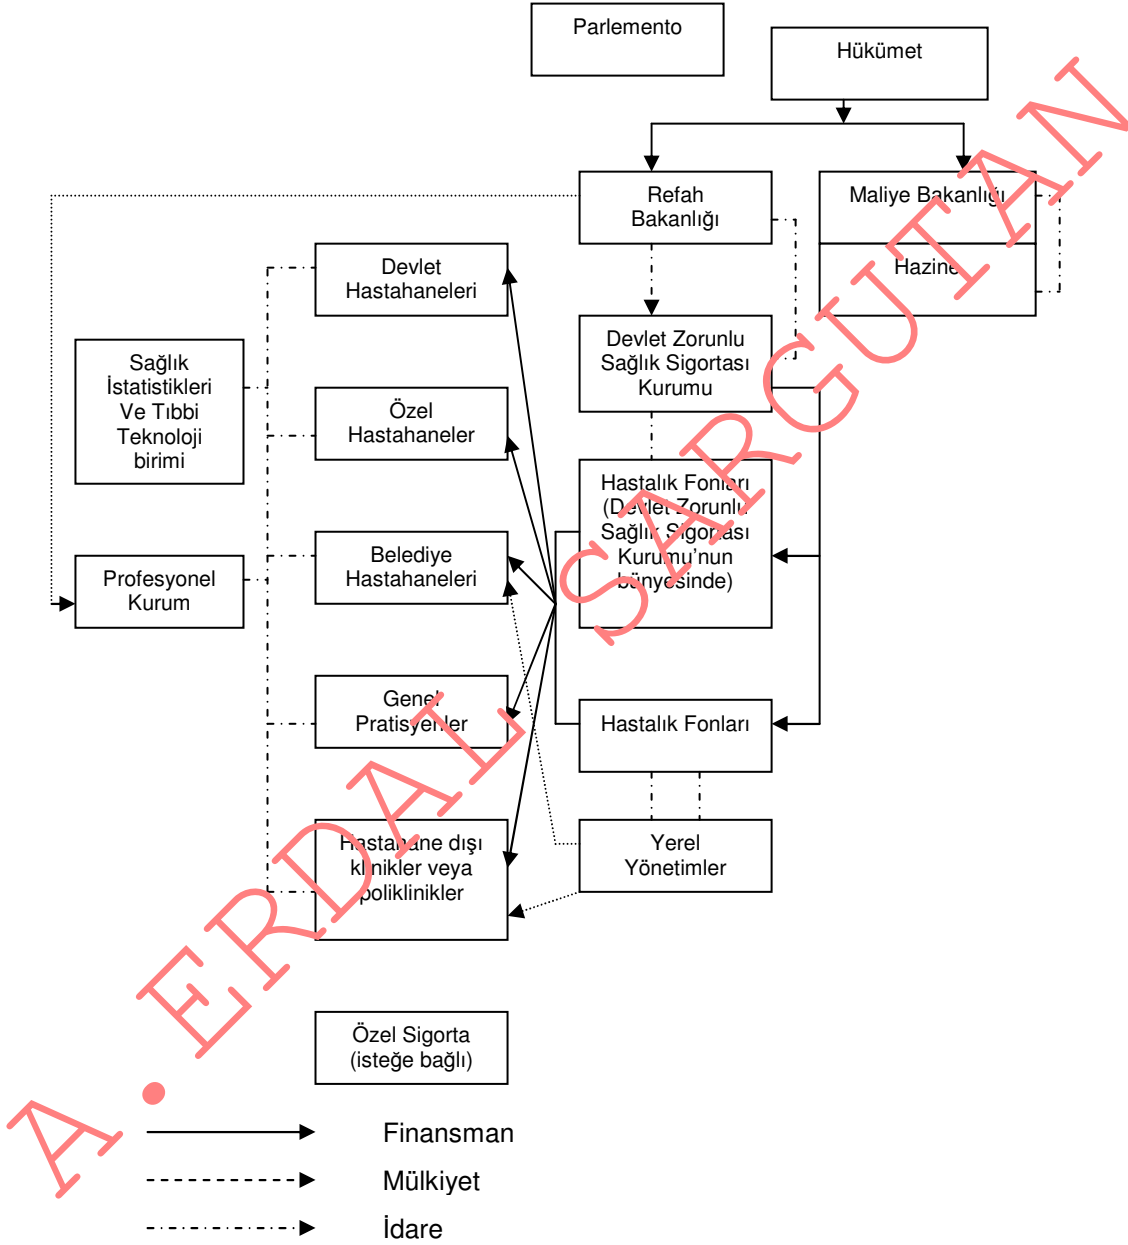 Parlemento
Hükümet
Refah
Bakanlığı
Maliye Bakanlığı
Hazine
Devlet
Hastahaneleri
Devlet Zorunlu
Sağlık Sigortası
Kurumu
Sağlık
İstatistikleri
Ve Tıbbi
Teknoloji
birimi
Özel
Hastahaneler
Hastalık Fonları
(Devlet Zorunlu
Sağlık Sigortası
Kurumu’nun
bünyesinde)
Profesyonel
Kurum
Belediye
Hastahaneleri
Genel
Pratisyenler
Hastalık Fonları
Hastahane dışı
klinikler veya
poliklinikler
Yerel
Yönetimler
Özel Sigorta
(isteğe bağlı)
Finansman
Mülkiyet
İdare
A. ERDAL SARGUTAN